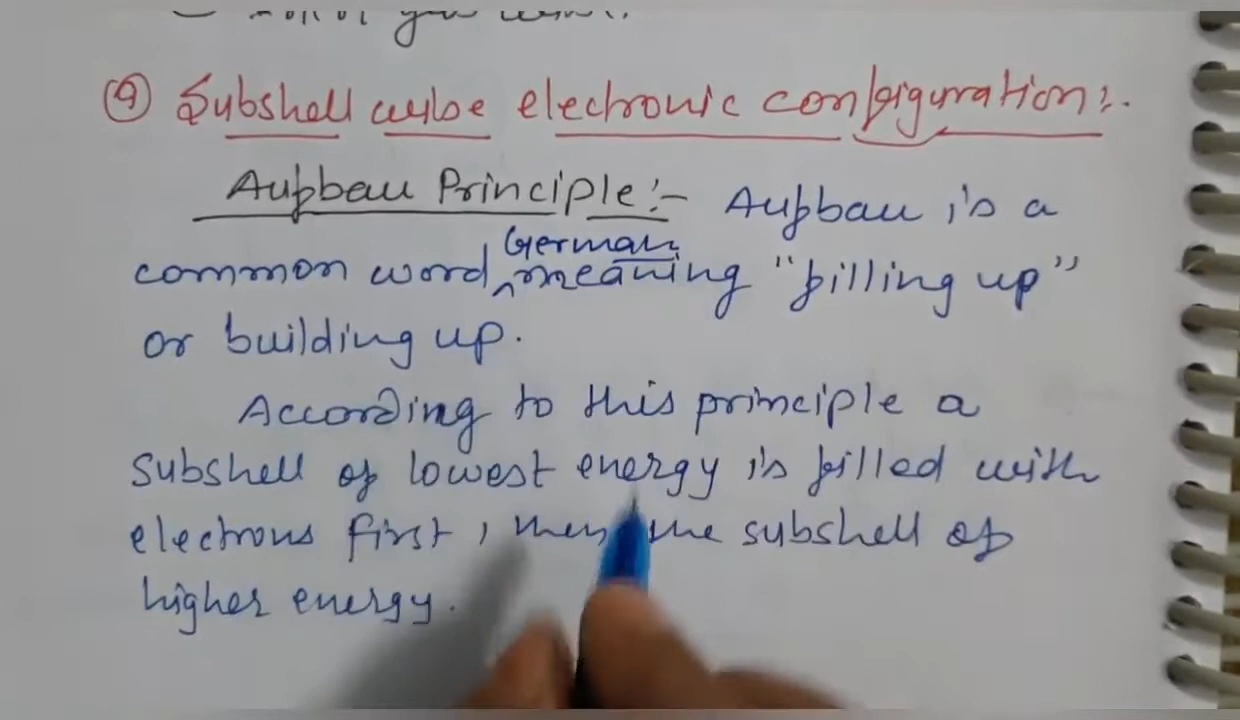 ⑨ Subshell wise electronic configuration:.
Aufbau Principle:- Aufbau is a
German
common word, meaning "filling up"
or building up.
According to this principle a
subshell of lowest energy is filled with
electrons first, then the subshell of
higher energy.